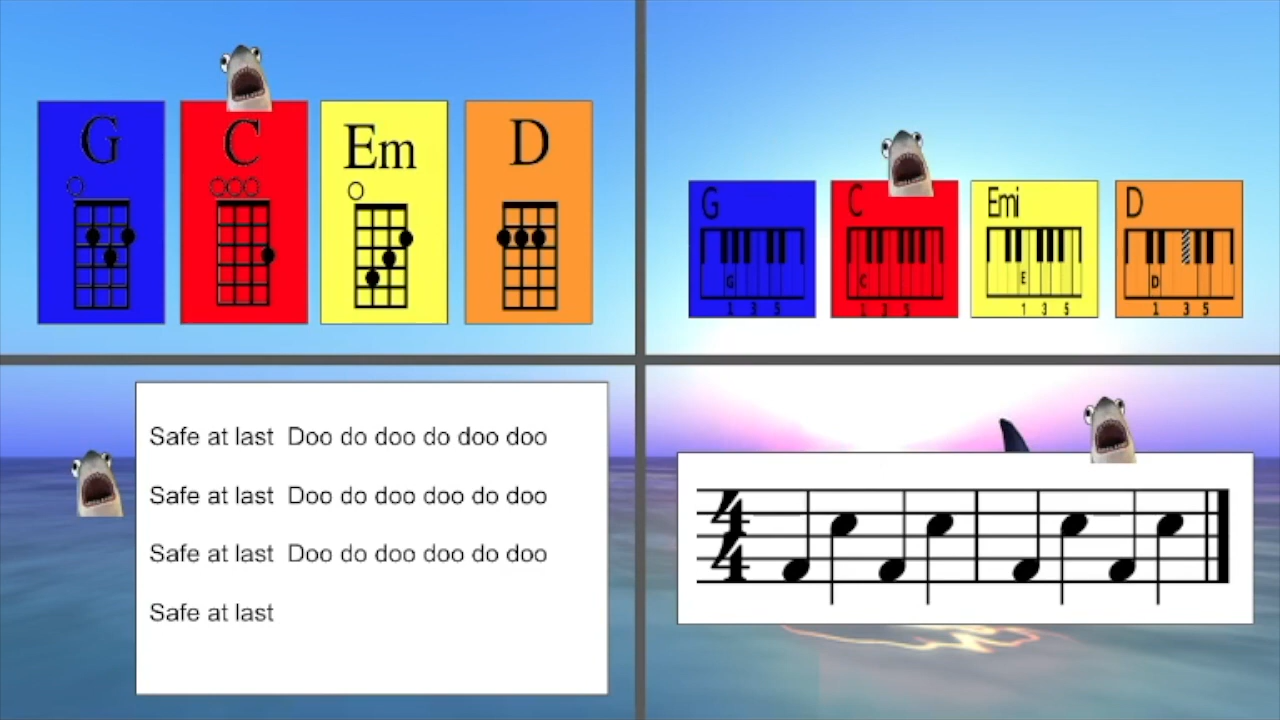 G C Em D
G C Emi D
G C E D
1 3 5 1 3 5 1 3 5 1 3 5
Safe at last Doo do doo do doo doo
Safe at last Doo do doo doo do doo
Safe at last Doo do doo doo do doo
Safe at last
4
4